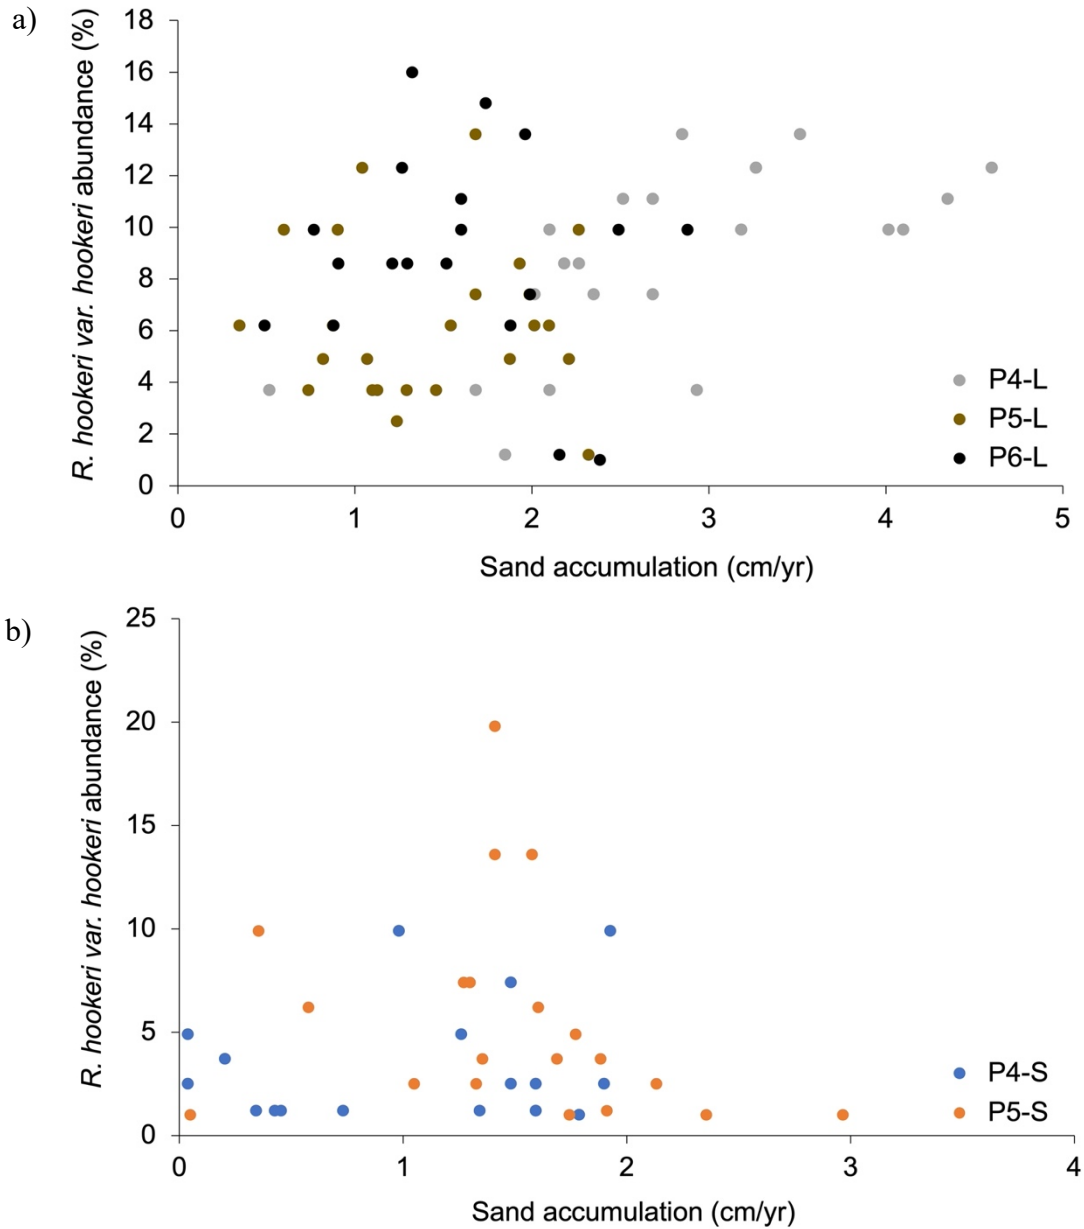 a)
R. hookeri var. hookeri abundance (%)
18
16
14
12
10
8
6
4
2
0
0 1 2 3 4 5
Sand accumulation (cm/yr)
P4-L
P5-L
P6-L
b)
R. hookeri var. hookeri abundance (%)
25
20
15
10
5
0
0 1 2 3 4
Sand accumulation (cm/yr)
P4-S
P5-S